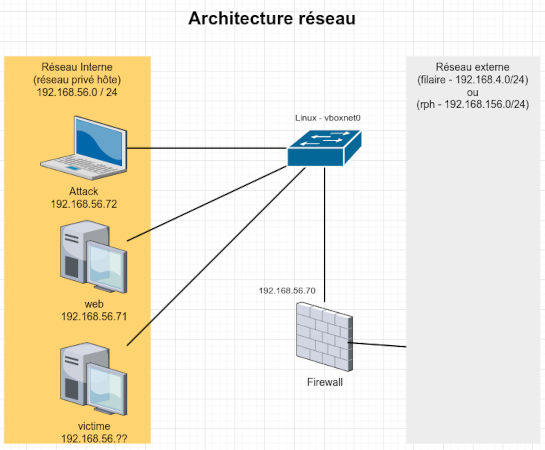 Architecture réseau
Réseau Interne
(réseau privé hôte)
192.168.56.0 / 24
Réseau externe
(filaire - 192.168.4.0/24)
ou
(rph - 192.168.156.0/24)
Linux - vboxnet0
Attack
192.168.56.72
web
192.168.56.71
192.168.56.70
Firewall
victime
192.168.56.??